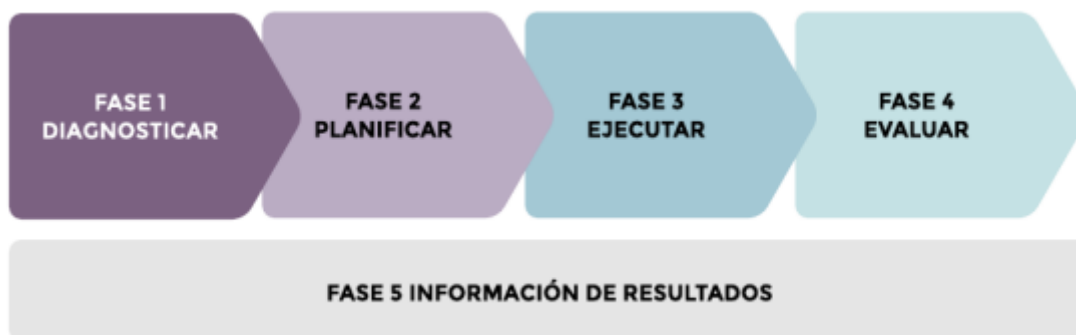 FASE 1
DIAGNOSTICAR
FASE 2
PLANIFICAR
FASE 3
EJECUTAR
FASE 4
EVALUAR
FASE 5 INFORMACIÓN DE RESULTADOS